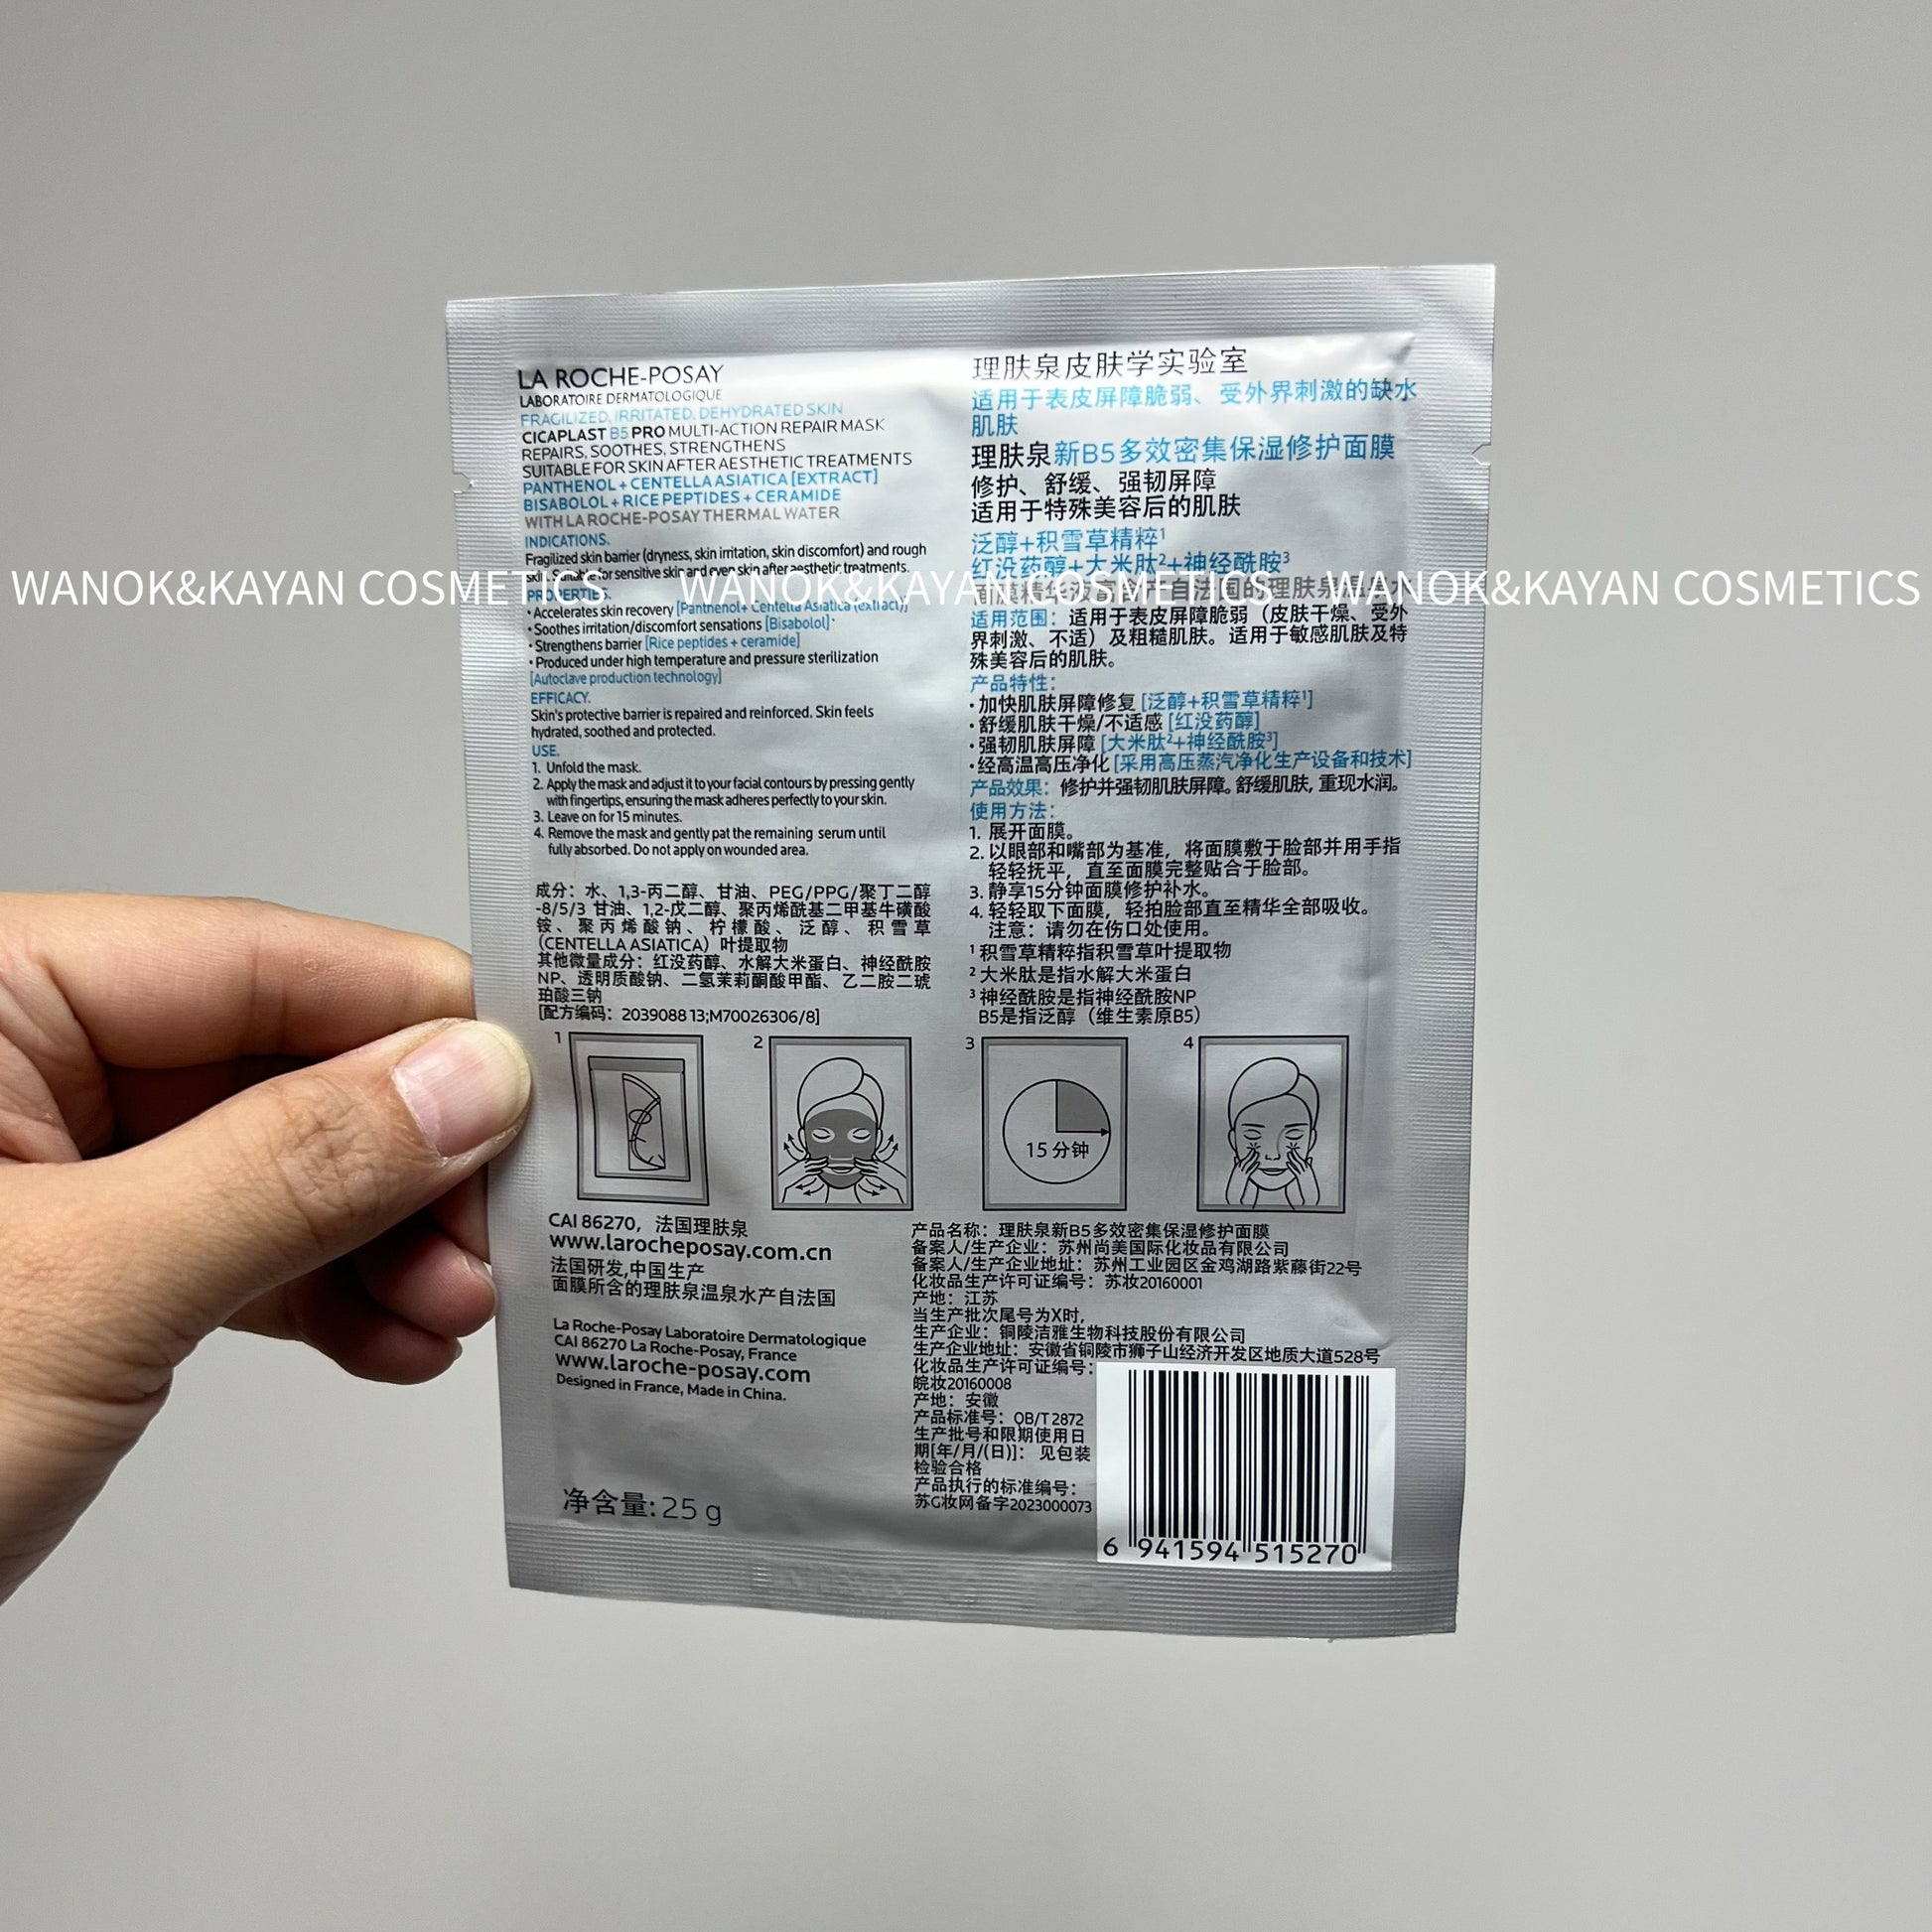 LA ROCHE-POSAY
LABORATOIRE DERMATOLOGIQUE
FRAGILIZED, IRRITATED, DEHYDRATED SKIN
CICAPLAST B5 PRO MULTI-ACTION REPAIR MASK
REPAIRS, SOOTHES, STRENGTHENS
SUITABLE FOR SKIN AFTER AESTHETIC TREATMENTS
PANTHENOL + CENTELLA ASIATICA [EXTRACT]
BISABOLOL + RICE PEPTIDES + CERAMIDE
WITH LA ROCHE-POSAY THERMAL WATER
INDICATIONS.
Fragilized skin barrier (dryness, skin irritation, skin discomfort) and rough
skin. Suitable for sensitive skin and even skin after aesthetic treatments.
PROPERTIES.
• Accelerates skin recovery [Panthenol+ Centella Asiatica (extract)]
• Soothes irritation/discomfort sensations [Bisabolol]
• Strengthens barrier [Rice peptides + ceramide]
• Produced under high temperature and pressure sterilization
[Autoclave production technology]
EFFICACY.
Skin's protective barrier is repaired and reinforced. Skin feels
hydrated, soothed and protected.
USE.
1. Unfold the mask.
2. Apply the mask and adjust it to your facial contours by pressing gently
with fingertips, ensuring the mask adheres perfectly to your skin.
3. Leave on for 15 minutes.
4. Remove the mask and gently pat the remaining serum until
fully absorbed. Do not apply on wounded area.
成分：水、1,3-丙二醇、甘油、PEG/PPG/聚丁二醇
-8/5/3 甘油、1,2-戊二醇、聚丙烯酰基二甲基牛磺酸
铵、聚丙烯酸钠、柠檬酸、泛醇、积雪草
（CENTELLA ASIATICA）叶提取物
其他微量成分：红没药醇、水解大米蛋白、神经酰胺
NP、透明质酸钠、二氢茉莉酮酸甲酯、乙二胺二琥
珀酸三钠
[配方编码：2039088 13;M70026306/8]
理肤泉皮肤学实验室
适用于表皮屏障脆弱、受外界刺激的缺水
肌肤
理肤泉新B5多效密集保湿修护面膜
修护、舒缓、强韧屏障
适用于特殊美容后的肌肤
泛醇+积雪草精粹¹
红没药醇+大米肽²+神经酰胺³
面膜精华液富含产自法国的理肤泉温泉水
适用范围：适用于表皮屏障脆弱（皮肤干燥、受外
界刺激、不适）及粗糙肌肤。适用于敏感肌肤及特
殊美容后的肌肤。
产品特性：
• 加快肌肤屏障修复 [泛醇+积雪草精粹¹]
• 舒缓肌肤干燥/不适感 [红没药醇]
• 强韧肌肤屏障 [大米肽²+神经酰胺³]
• 经高温高压净化 [采用高压蒸汽净化生产设备和技术]
产品效果：修护并强韧肌肤屏障。舒缓肌肤，重现水润。
使用方法：
1. 展开面膜。
2. 以眼部和嘴部为基准，将面膜敷于脸部并用手指
轻轻抚平，直至面膜完整贴合于脸部。
3. 静享15分钟面膜修护补水。
4. 轻轻取下面膜，轻拍脸部直至精华全部吸收。
注意：请勿在伤口处使用。
¹ 积雪草精粹指积雪草叶提取物
² 大米肽是指水解大米蛋白
³ 神经酰胺是指神经酰胺NP
B5是指泛醇（维生素原B5）
1
2
3
4
15 分钟
CAI 86270，法国理肤泉
www.larocheposay.com.cn
法国研发,中国生产
面膜所含的理肤泉温泉水产自法国
La Roche-Posay Laboratoire Dermatologique
CAI 86270 La Roche-Posay, France
www.laroche-posay.com
Designed in France, Made in China.
净含量: 25 g
产品名称：理肤泉新B5多效密集保湿修护面膜
备案人/生产企业：苏州尚美国际化妆品有限公司
备案人/生产企业地址：苏州工业园区金鸡湖路紫藤街22号
化妆品生产许可证编号：苏妆20160001
产地：江苏
当生产批次尾号为X时，
生产企业：铜陵洁雅生物科技股份有限公司
生产企业地址：安徽省铜陵市狮子山经济开发区地质大道528号
化妆品生产许可证编号：
皖妆20160008
产地：安徽
产品标准号：QB/T 2872
生产批号和限期使用日
期[年/月/(日)]：见包装
检验合格
产品执行的标准编号：
苏G妆网备字2023000073
6 941594 515270
WANOK&KAYAN COSMETICS WANOK&KAYAN COSMETICS WANOK&KAYAN COSMETICS